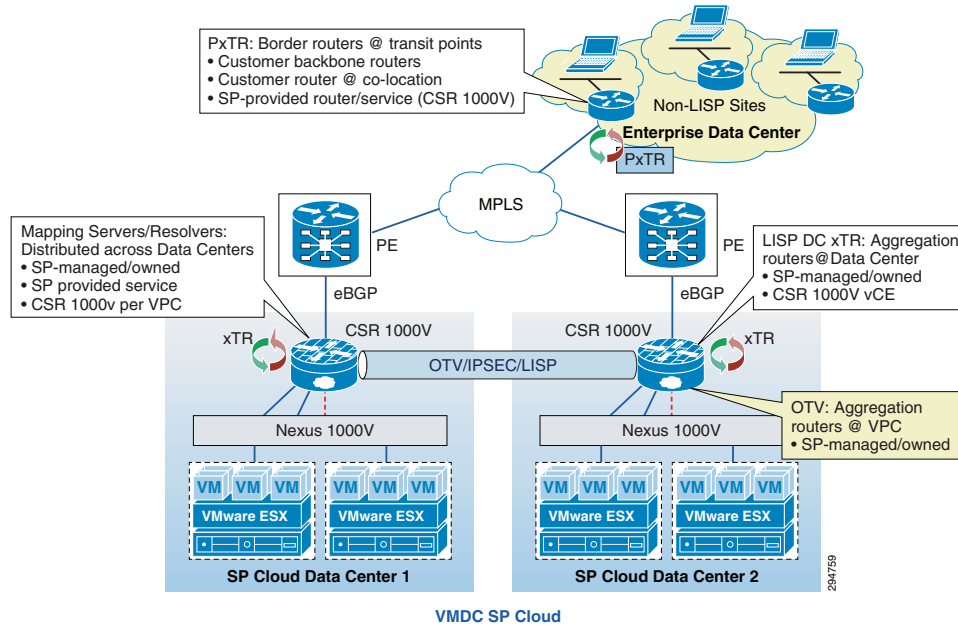 PxTR: Border routers @ transit points
• Customer backbone routers
• Customer router @ co-location
• SP-provided router/service (CSR 1000V)
Non-LISP Sites
Enterprise Data Center
PxTR
MPLS
PE
PE
Mapping Servers/Resolvers:
Distributed across Data Centers
• SP-managed/owned
• SP provided service
• CSR 1000v per VPC
LISP DC xTR: Aggregation
routers@Data Center
• SP-managed/owned
• CSR 1000V vCE
eBGP
eBGP
xTR
CSR 1000V
CSR 1000V
xTR
OTV/IPSEC/LISP
OTV: Aggregation
routers @ VPC
• SP-managed/owned
Nexus 1000V
Nexus 1000V
VM VM VM
VM VM VM
VM VM VM
VM VM VM
VMware ESX
VMware ESX
VMware ESX
VMware ESX
SP Cloud Data Center 1
SP Cloud Data Center 2
294759
VMDC SP Cloud